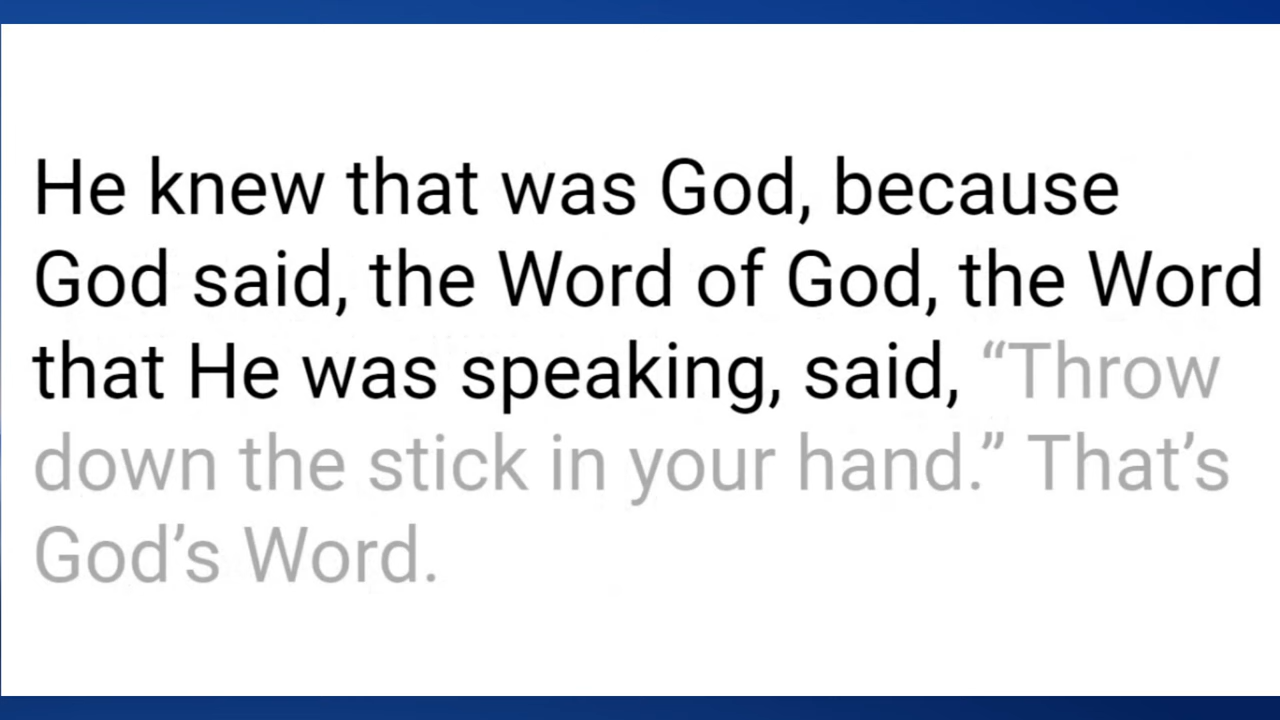 He knew that was God, because
God said, the Word of God, the Word
that He was speaking, said, “Throw
down the stick in your hand.” That’s
God’s Word.